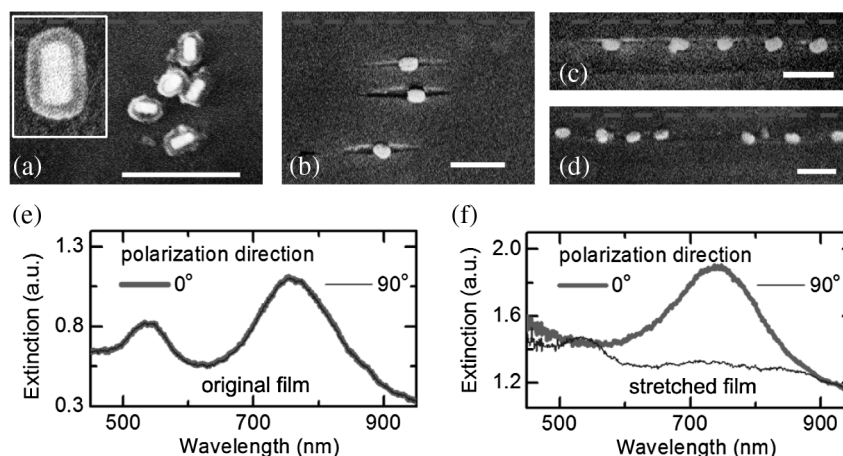 (a)
(b)
(c)
(d)
(e)
1.3
0.8
0.3
Extinction (a.u.)
polarization direction
0° 90°
original film
500 700 900
Wavelength (nm)
(f)
2.0
1.6
1.2
Extinction (a.u.)
polarization direction
0° 90°
stretched film
500 700 900
Wavelength (nm)